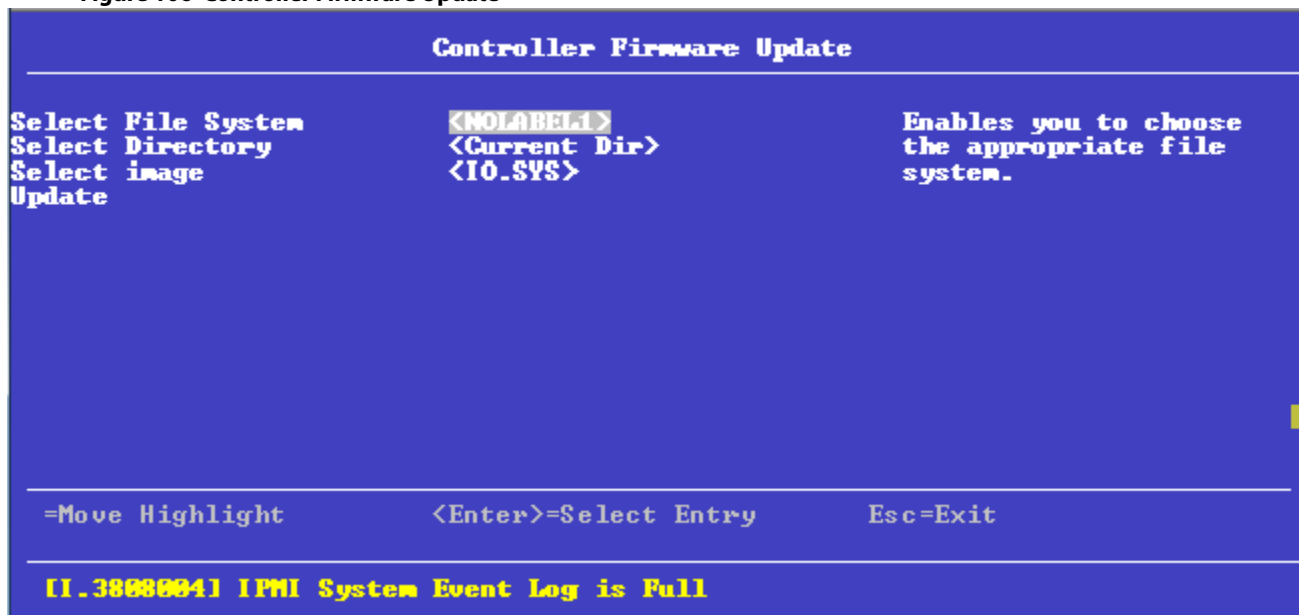 Controller Firmware Update
Select File System <NOLABEL1> Enables you to choose
Select Directory <Current Dir> the appropriate file
Select image <IO.SYS> system.
Update
=Move Highlight <Enter>=Select Entry Esc=Exit
[I.3808004] IPMI System Event Log is Full